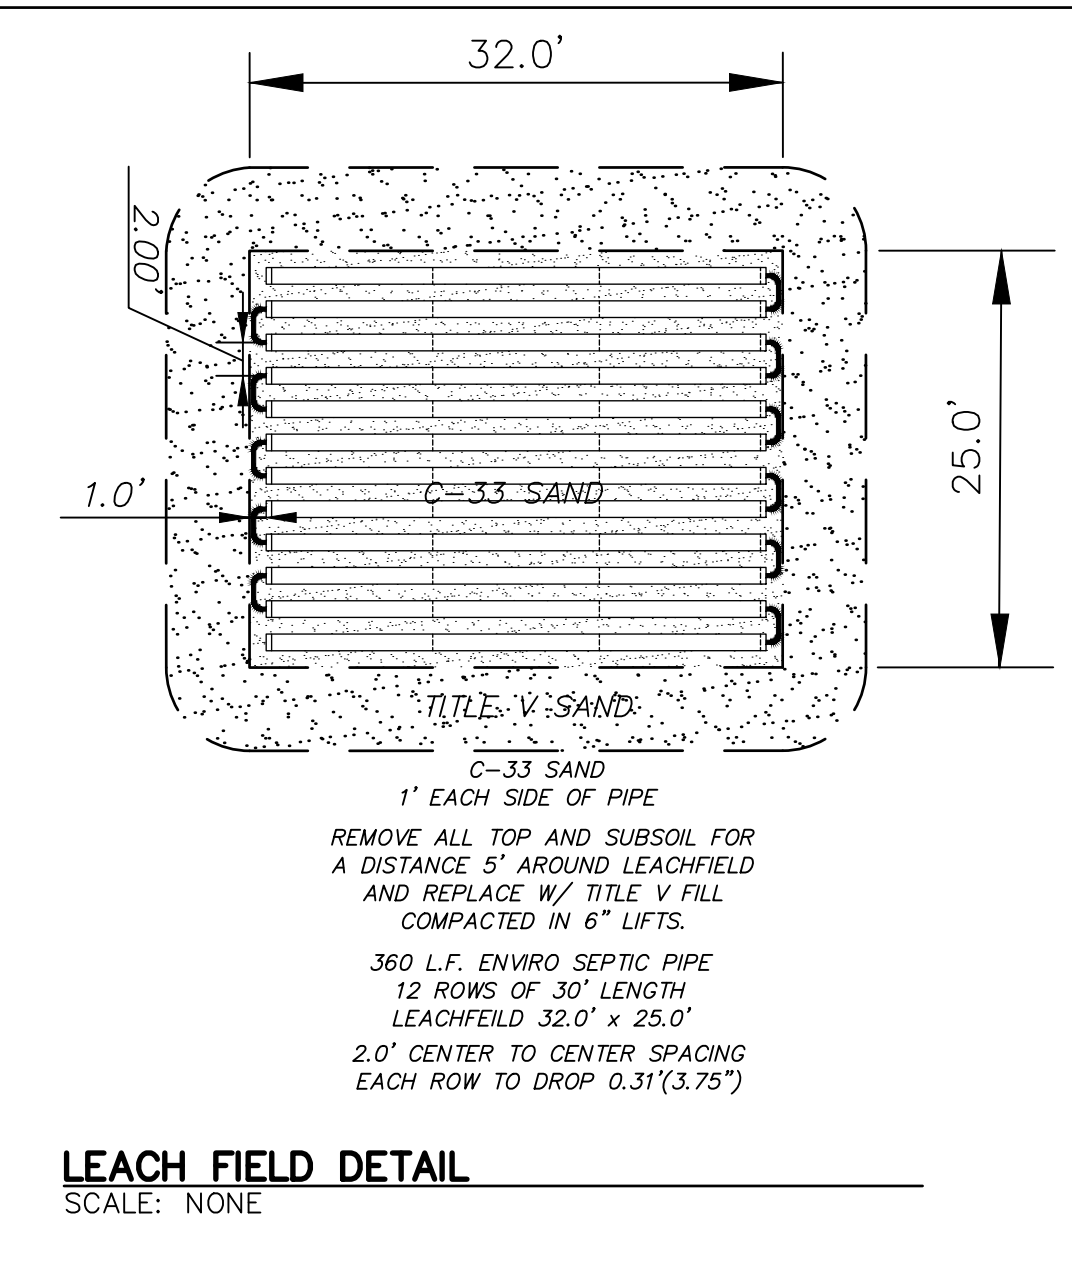 32.0'
2.00'
25.0'
1.0'
C-33 SAND
TITLE V SAND
C-33 SAND
1' EACH SIDE OF PIPE
REMOVE ALL TOP AND SUBSOIL FOR
A DISTANCE 5' AROUND LEACHFIELD
AND REPLACE W/ TITLE V FILL
COMPACTED IN 6" LIFTS.
360 L.F. ENVIRO SEPTIC PIPE
12 ROWS OF 30' LENGTH
LEACHFEILD 32.0' x 25.0'
2.0' CENTER TO CENTER SPACING
EACH ROW TO DROP 0.31'(3.75")
LEACH FIELD DETAIL
SCALE: NONE